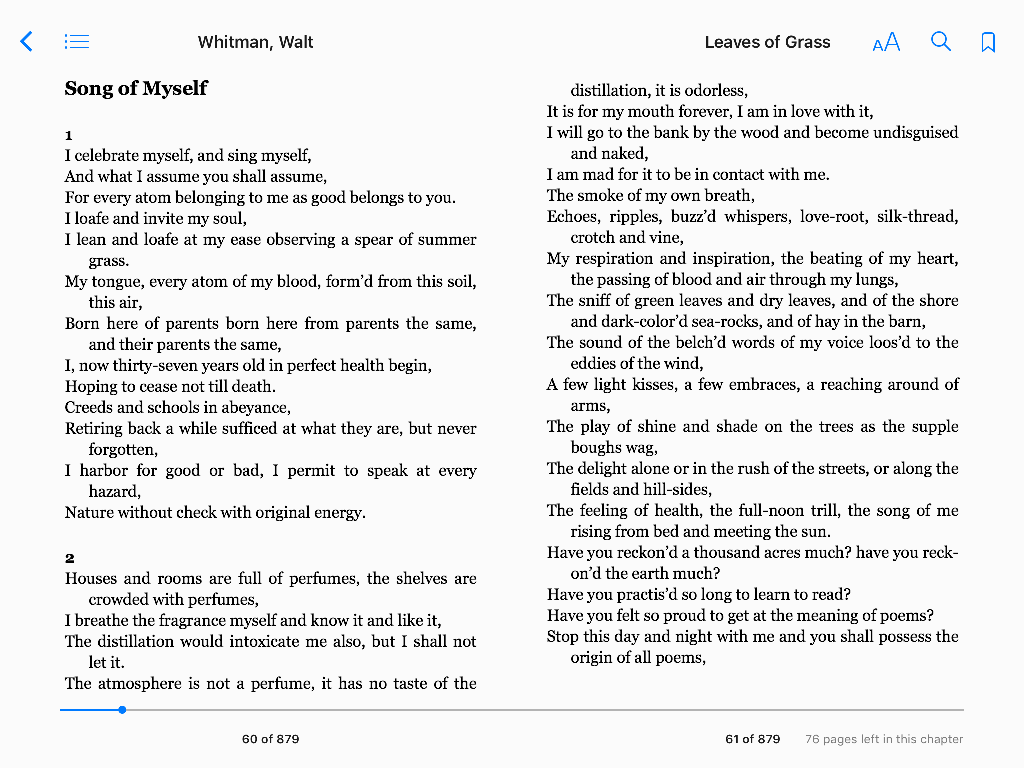 Whitman, Walt
Leaves of Grass
AA
Song of Myself
1
I celebrate myself, and sing myself,
And what I assume you shall assume,
For every atom belonging to me as good belongs to you.
I loafe and invite my soul,
I lean and loafe at my ease observing a spear of summer
grass.
My tongue, every atom of my blood, form’d from this soil,
this air,
Born here of parents born here from parents the same,
and their parents the same,
I, now thirty-seven years old in perfect health begin,
Hoping to cease not till death.
Creeds and schools in abeyance,
Retiring back a while sufficed at what they are, but never
forgotten,
I harbor for good or bad, I permit to speak at every
hazard,
Nature without check with original energy.
2
Houses and rooms are full of perfumes, the shelves are
crowded with perfumes,
I breathe the fragrance myself and know it and like it,
The distillation would intoxicate me also, but I shall not
let it.
The atmosphere is not a perfume, it has no taste of the
distillation, it is odorless,
It is for my mouth forever, I am in love with it,
I will go to the bank by the wood and become undisguised
and naked,
I am mad for it to be in contact with me.
The smoke of my own breath,
Echoes, ripples, buzz’d whispers, love-root, silk-thread,
crotch and vine,
My respiration and inspiration, the beating of my heart,
the passing of blood and air through my lungs,
The sniff of green leaves and dry leaves, and of the shore
and dark-color’d sea-rocks, and of hay in the barn,
The sound of the belch’d words of my voice loos’d to the
eddies of the wind,
A few light kisses, a few embraces, a reaching around of
arms,
The play of shine and shade on the trees as the supple
boughs wag,
The delight alone or in the rush of the streets, or along the
fields and hill-sides,
The feeling of health, the full-noon trill, the song of me
rising from bed and meeting the sun.
Have you reckon’d a thousand acres much? have you reck-
on’d the earth much?
Have you practis’d so long to learn to read?
Have you felt so proud to get at the meaning of poems?
Stop this day and night with me and you shall possess the
origin of all poems,
60 of 879
61 of 879
76 pages left in this chapter